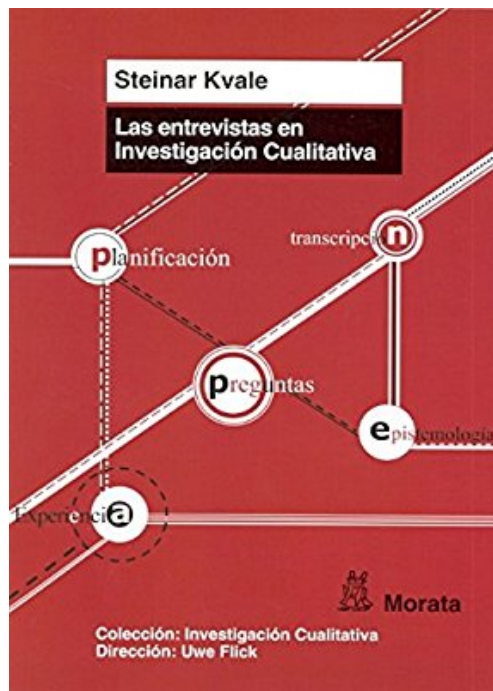 Steinar Kvale
Las entrevistas en
Investigación Cualitativa
transcripción
planificación
preguntas
epistemología
Experiencia
Morata
Colección: Investigación Cualitativa
Dirección: Uwe Flick